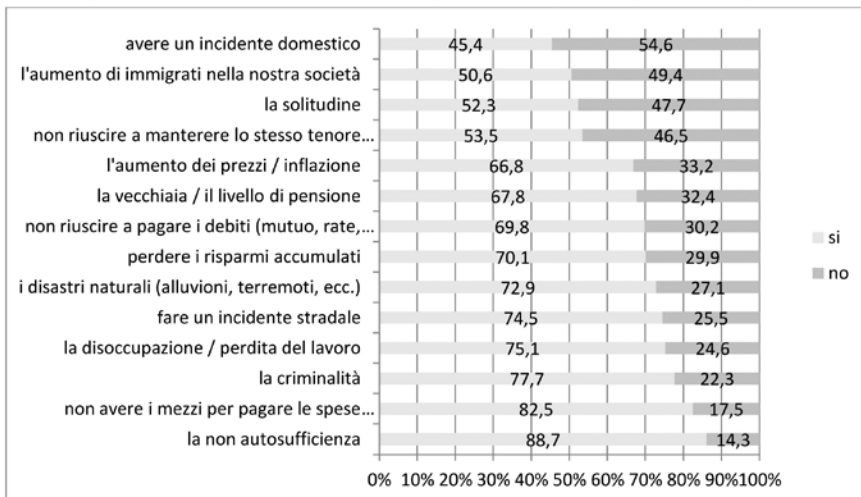 avere un incidente domestico 45,4 54,6
l'aumento di immigrati nella nostra società 50,6 49,4
la solitudine 52,3 47,7
non riuscire a manterere lo stesso tenore... 53,5 46,5
l'aumento dei prezzi / inflazione 66,8 33,2
la vecchiaia / il livello di pensione 67,8 32,4
non riuscire a pagare i debiti (mutuo, rate,... 69,8 30,2
perdere i risparmi accumulati 70,1 29,9
i disastri naturali (alluvioni, terremoti, ecc.) 72,9 27,1
fare un incidente stradale 74,5 25,5
la disoccupazione / perdita del lavoro 75,1 24,6
la criminalità 77,7 22,3
non avere i mezzi per pagare le spese... 82,5 17,5
la non autosufficienza 88,7 14,3
0% 10% 20% 30% 40% 50% 60% 70% 80% 90%100%
si
no